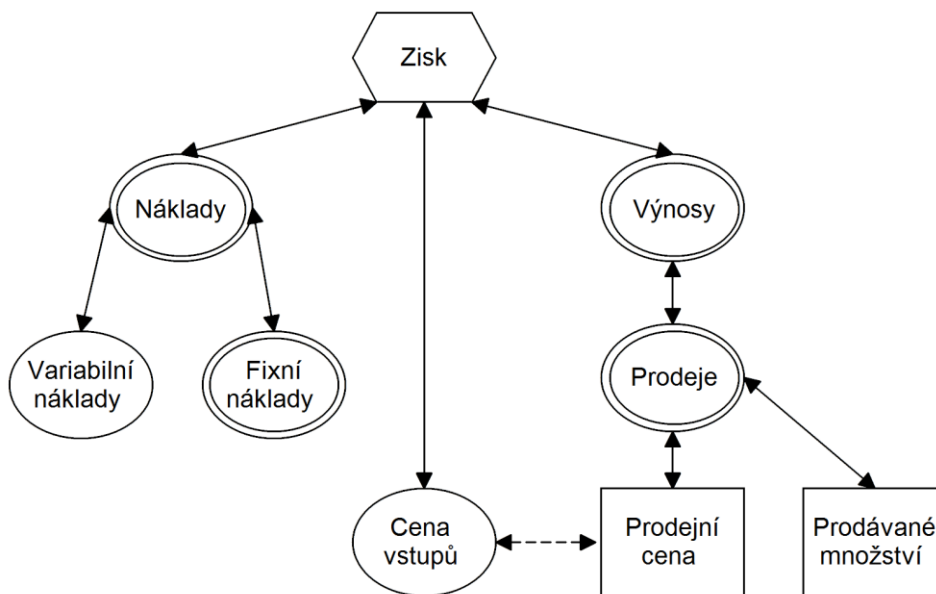 Zisk
Náklady
Výnosy
Variabilní
náklady
Fixní
náklady
Prodeje
Cena
vstupů
Prodejní
cena
Prodávané
množství